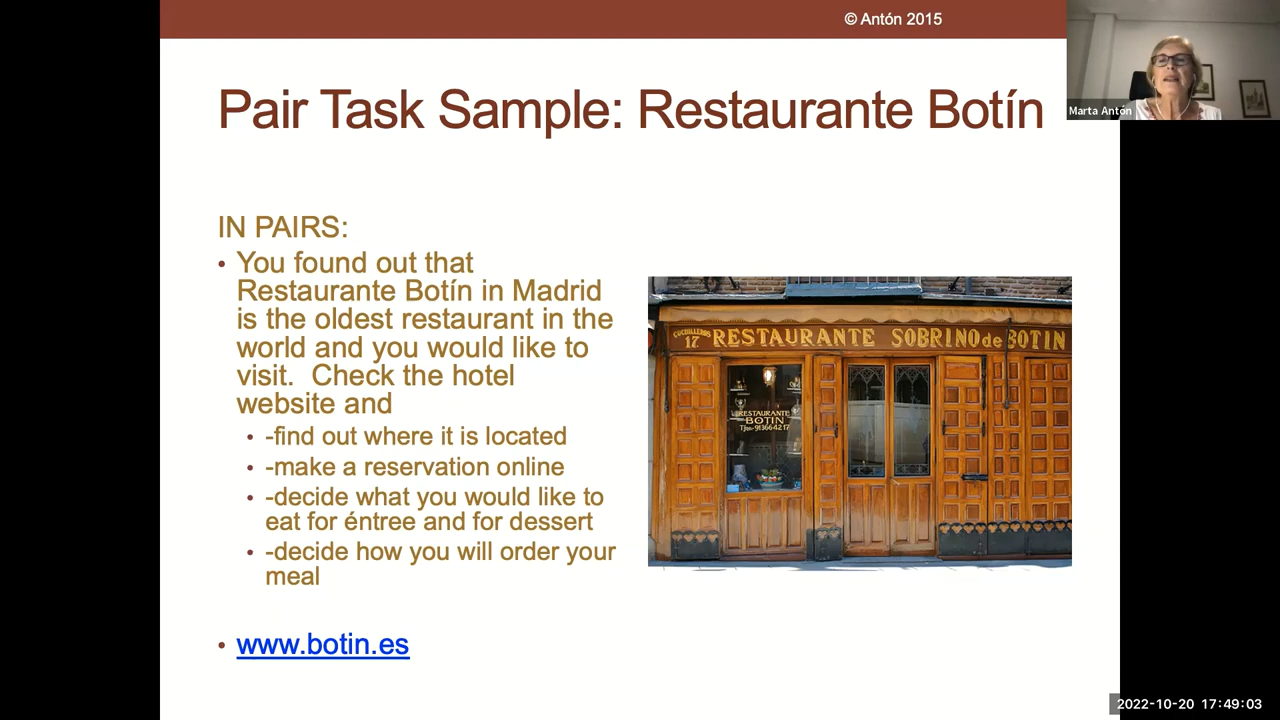 © Antón 2015
Marta Antón
Pair Task Sample: Restaurante Botín
IN PAIRS:
• You found out that
Restaurante Botín in Madrid
is the oldest restaurant in the
world and you would like to
visit.  Check the hotel
website and
• -find out where it is located
• -make a reservation online
• -decide what you would like to
eat for éntree and for dessert
• -decide how you will order your
meal
• www.botin.es
CUCHILLEROS
17
RESTAURANTE SOBRINO de BOTIN
RESTAURANTE
BOTIN
2022-10-20 17:49:03